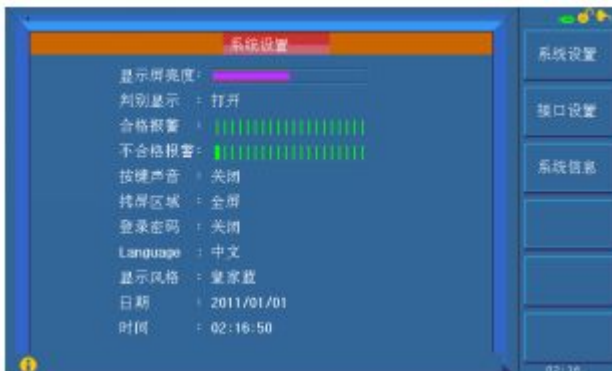 系统设置
显示屏亮度:
判别显示 : 打开
合格报警 :
不合格报警:
按键声音 : 关闭
拷屏区域 : 全屏
登录密码 : 关闭
Language : 中文
显示风格 : 皇家蓝
日期 : 2011/01/01
时间 : 02:16:50
系统设置
接口设置
系统信息